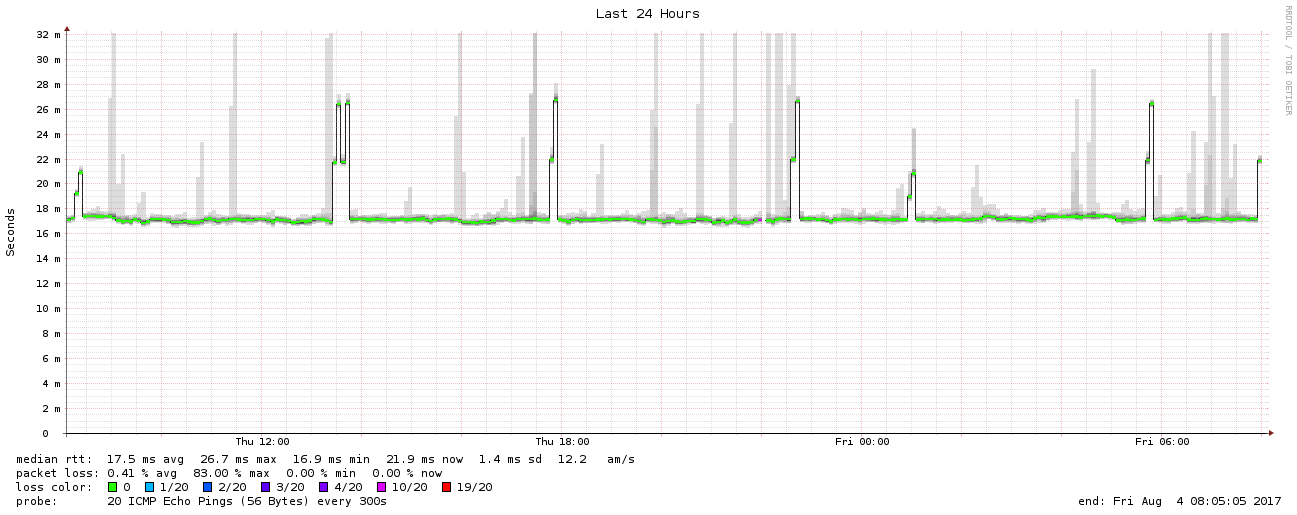 Last 24 Hours
RRDTOOL / TOBI OETIKER
Seconds
32 m
30 m
28 m
26 m
24 m
22 m
20 m
18 m
16 m
14 m
12 m
10 m
8 m
6 m
4 m
2 m
0
Thu 12:00 Thu 18:00 Fri 00:00 Fri 06:00
median rtt: 17.5 ms avg 26.7 ms max 16.9 ms min 21.9 ms now 1.4 ms sd 12.2 am/s
packet loss: 0.41 % avg 83.00 % max 0.00 % min 0.00 % now
loss color: 0 1/20 2/20 3/20 4/20 10/20 19/20
probe: 20 ICMP Echo Pings (56 Bytes) every 300s end: Fri Aug 4 08:05:05 2017